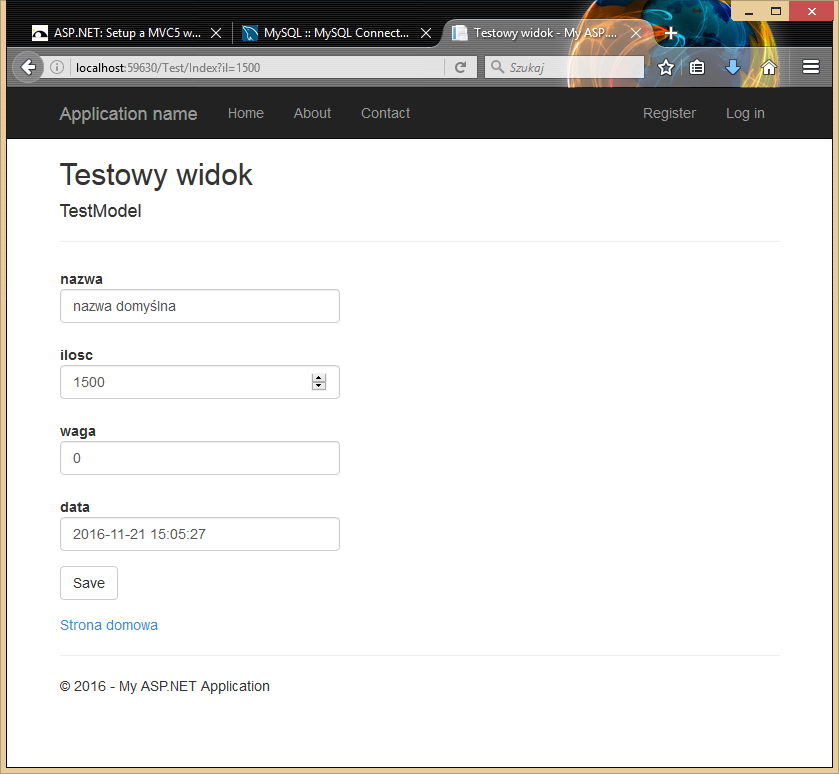 ASP.NET: Setup a MVC5 w...
MySQL :: MySQL Connect...
Testowy widok - My ASP....
localhost:59630/Test/Index?il=1500
Szukaj
Application name Home About Contact Register Log in
Testowy widok
TestModel
nazwa
nazwa domyślna
ilosc
1500
waga
0
data
2016-11-21 15:05:27
Save
Strona domowa
© 2016 - My ASP.NET Application